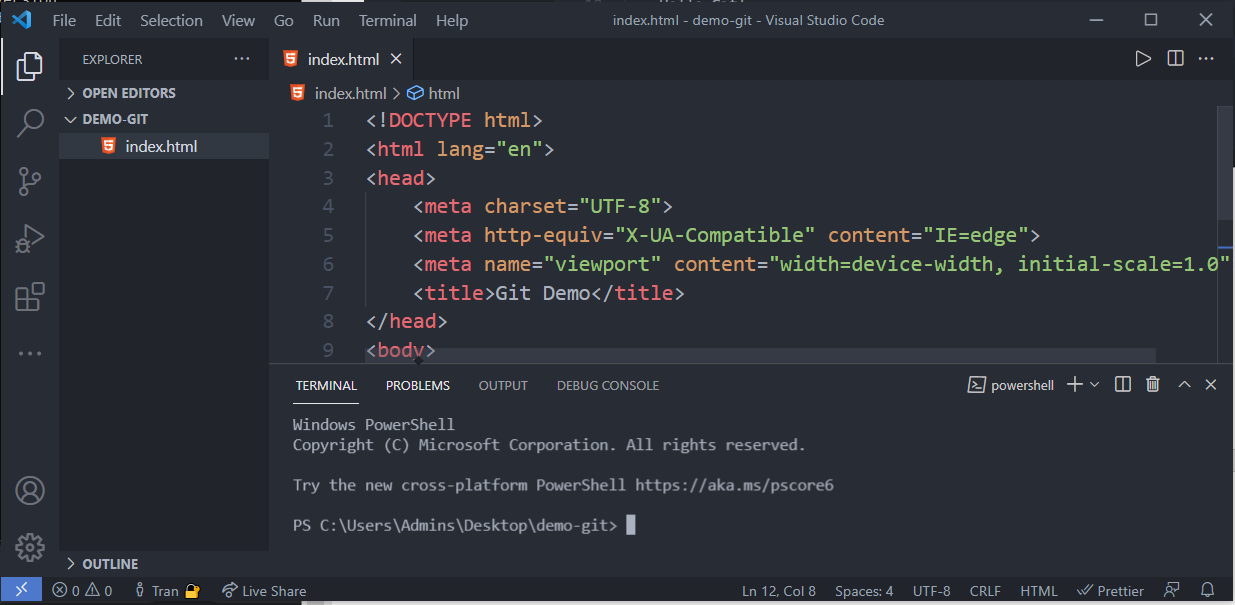 File Edit Selection View Go Run Terminal Help
index.html - demo-git - Visual Studio Code
EXPLORER ···
OPEN EDITORS
DEMO-GIT
index.html
index.html
index.html > html
1 <!DOCTYPE html>
2 <html lang="en">
3 <head>
4 <meta charset="UTF-8">
5 <meta http-equiv="X-UA-Compatible" content="IE=edge">
6 <meta name="viewport" content="width=device-width, initial-scale=1.0"
7 <title>Git Demo</title>
8 </head>
9 <body>
TERMINAL PROBLEMS OUTPUT DEBUG CONSOLE
powershell
Windows PowerShell
Copyright (C) Microsoft Corporation. All rights reserved.
Try the new cross-platform PowerShell https://aka.ms/pscore6
PS C:\Users\Admins\Desktop\demo-git>
OUTLINE
0 0 Tran Live Share Ln 12, Col 8 Spaces: 4 UTF-8 CRLF HTML Prettier